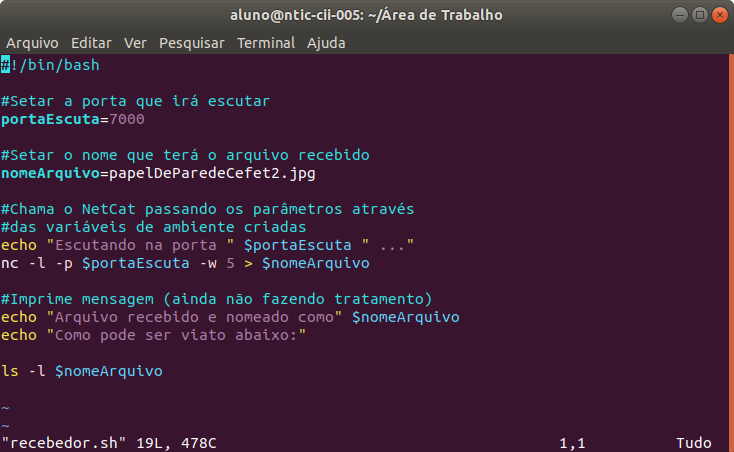 aluno@ntic-cii-005: ~/Área de Trabalho
Arquivo Editar Ver Pesquisar Terminal Ajuda
#!/bin/bash
#Setar a porta que irá escutar
portaEscuta=7000
#Setar o nome que terá o arquivo recebido
nomeArquivo=papelDeParedeCefet2.jpg
#Chama o NetCat passando os parâmetros através
#das variáveis de ambiente criadas
echo "Escutando na porta " $portaEscuta " ..."
nc -l -p $portaEscuta -w 5 > $nomeArquivo
#Imprime mensagem (ainda não fazendo tratamento)
echo "Arquivo recebido e nomeado como" $nomeArquivo
echo "Como pode ser viato abaixo:"
ls -l $nomeArquivo
~
~
"recebedor.sh" 19L, 478C 1,1 Tudo